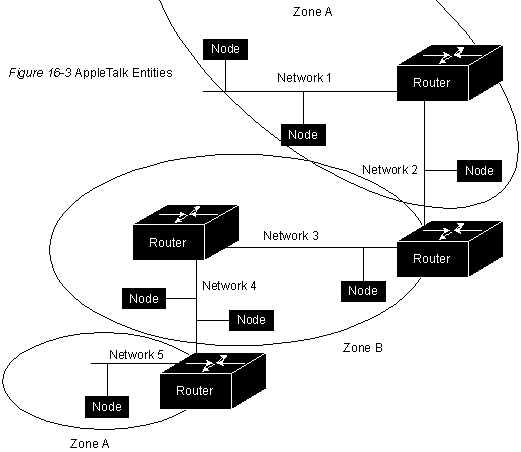 Zone A
Node
Figure 16-3 AppleTalk Entities
Network 1
Router
Node
Network 2
Node
Router
Network 3
Router
Node
Network 4
Node
Node
Zone B
Network 5
Router
Node
Zone A